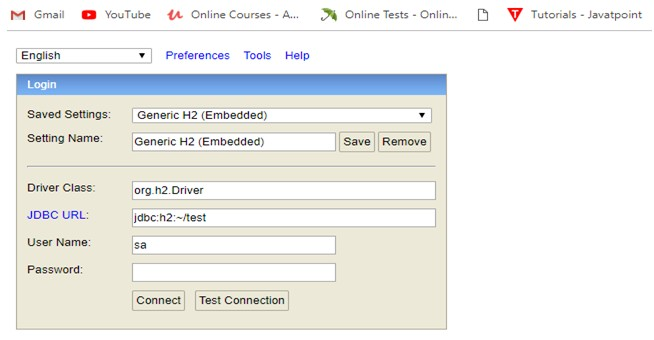 Gmail YouTube Online Courses - A... Online Tests - Onlin... Tutorials - Javatpoint
English Preferences Tools Help
Login
Saved Settings: Generic H2 (Embedded)
Setting Name: Generic H2 (Embedded) Save Remove
Driver Class: org.h2.Driver
JDBC URL: jdbc:h2:~/test
User Name: sa
Password:
Connect Test Connection